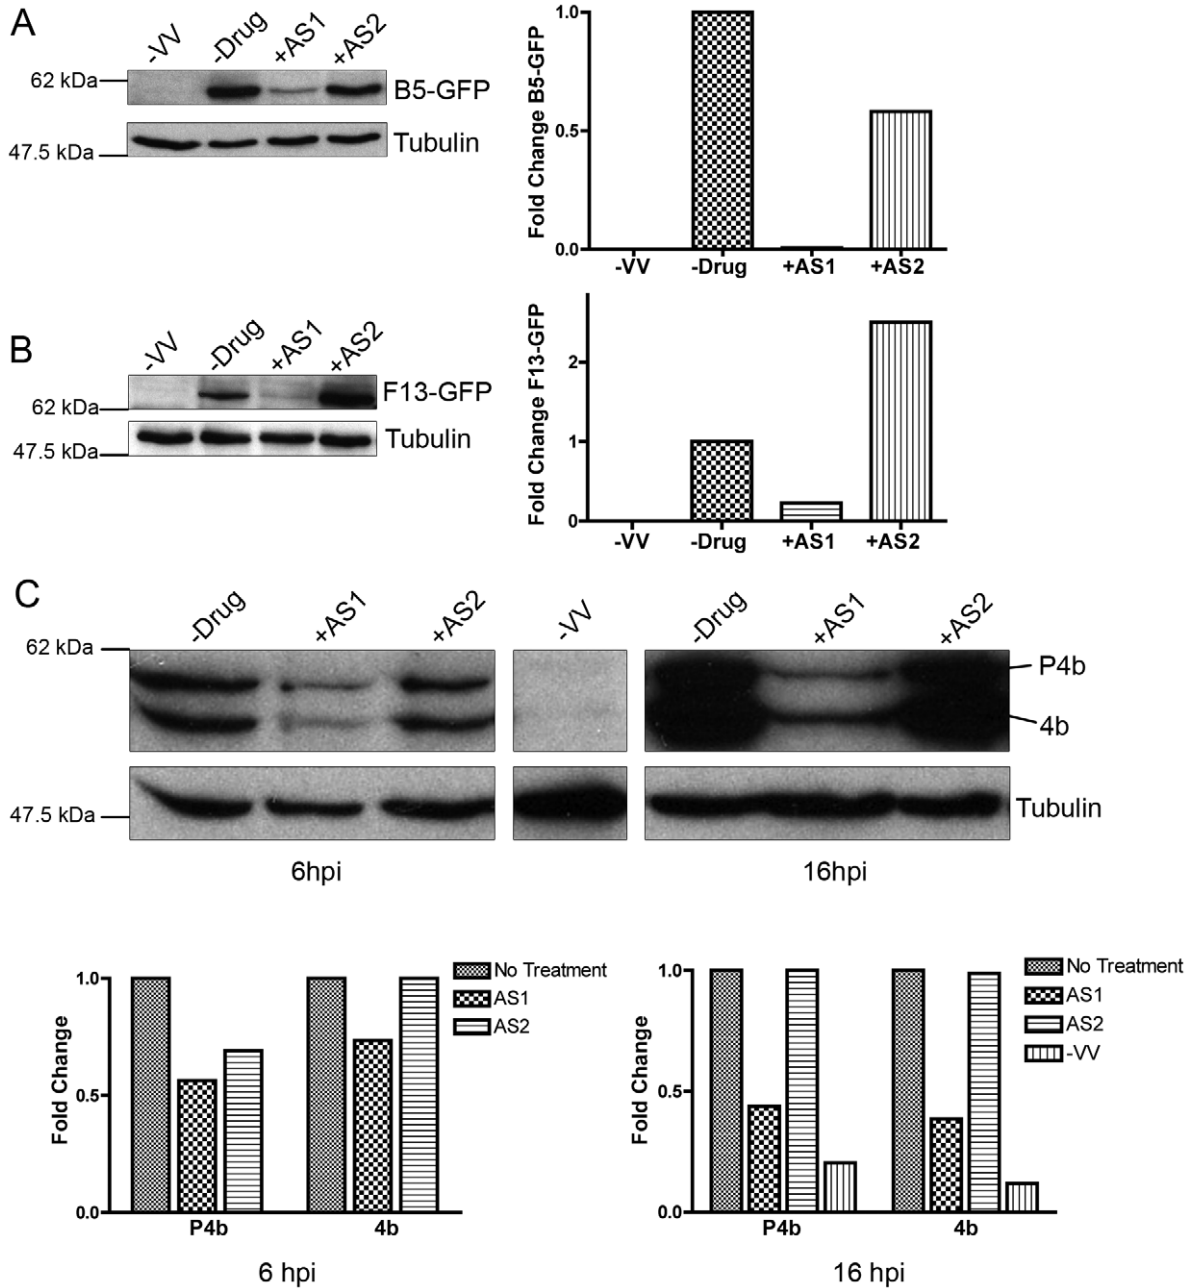 A
-VV -Drug +AS1 +AS2
62 kDa
B5-GFP
47.5 kDa
Tubulin
Fold Change B5-GFP
1.0
0.5
0.0
-VV -Drug +AS1 +AS2
B
-VV -Drug +AS1 +AS2
62 kDa
F13-GFP
47.5 kDa
Tubulin
Fold Change F13-GFP
2
1
0
-VV -Drug +AS1 +AS2
C
-Drug +AS1 +AS2 -VV -Drug +AS1 +AS2
62 kDa
P4b
4b
47.5 kDa
Tubulin
6hpi 16hpi
Fold Change
1.0
0.5
0.0
P4b 4b
No Treatment
AS1
AS2
6 hpi
Fold Change
1.0
0.5
0.0
P4b 4b
No Treatment
AS1
AS2
-VV
16 hpi